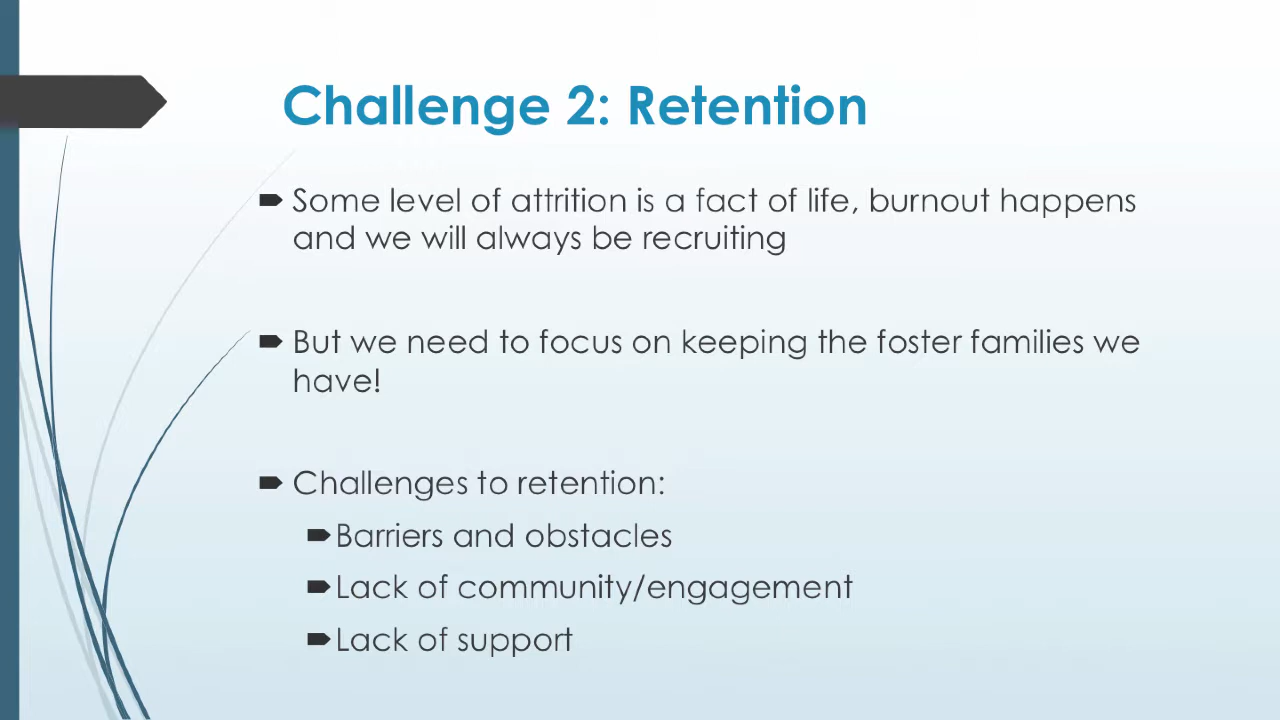 Challenge 2: Retention
Some level of attrition is a fact of life, burnout happens
and we will always be recruiting
But we need to focus on keeping the foster families we
have!
Challenges to retention:
Barriers and obstacles
Lack of community/engagement
Lack of support